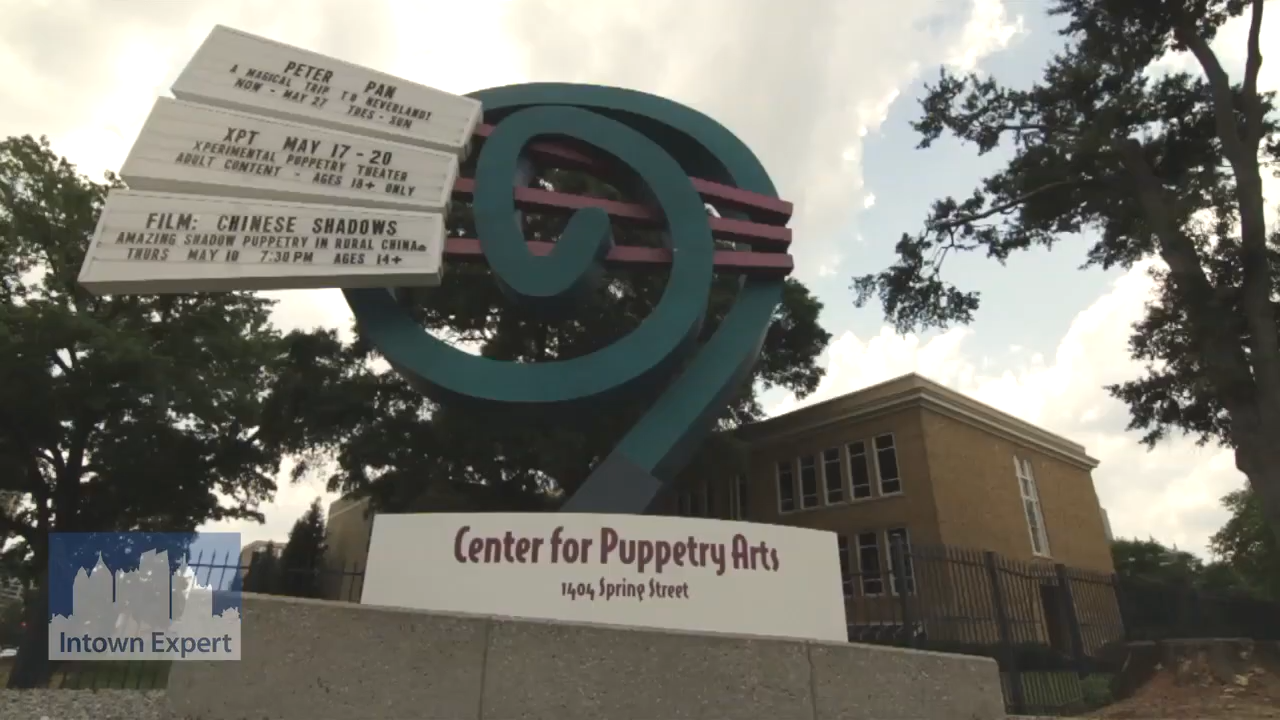 PETER PAN
A MAGICAL TRIP TO NEVERLAND!
NOW - MAY 27 TUES - SUN
XPT MAY 17 - 20
XPERIMENTAL PUPPETRY THEATER
ADULT CONTENT - AGES 18+ ONLY
FILM: CHINESE SHADOWS
AMAZING SHADOW PUPPETRY IN RURAL CHINA
THURS MAY 10 7:30 PM AGES 14+
Center for Puppetry Arts
1404 Spring Street
Intown Expert